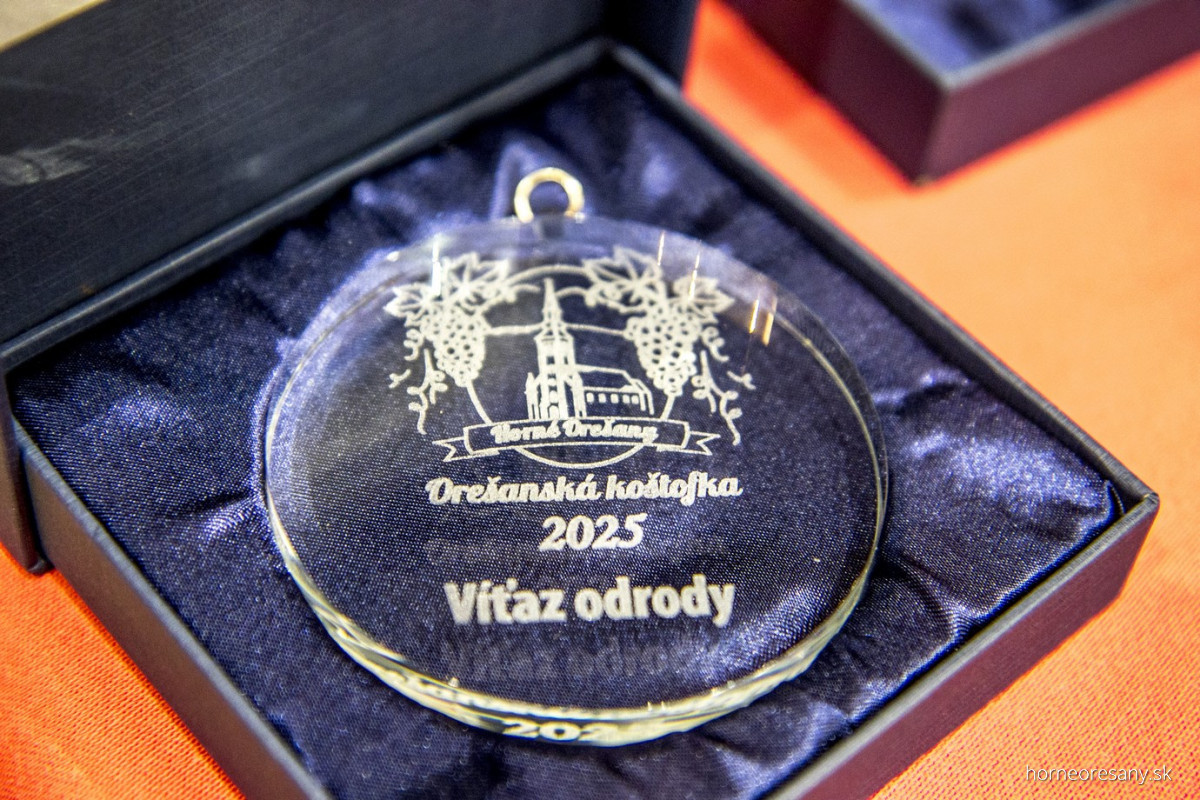 Horné Orešany
Orešanská koštofka
2025
Víťaz odrody
horneoresany.sk